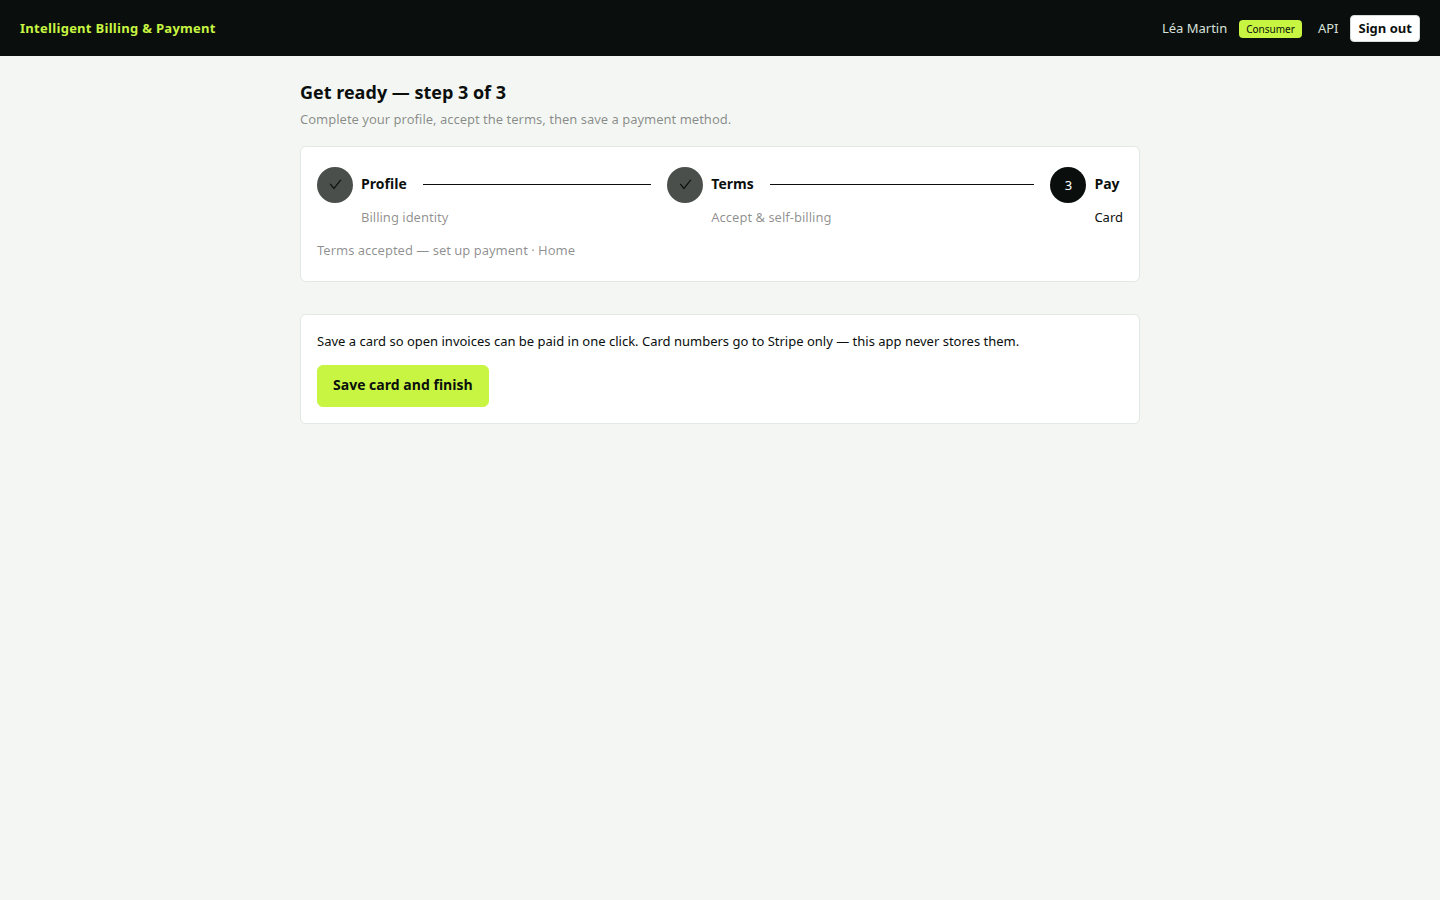 Intelligent Billing & Payment
Léa Martin Consumer API Sign out
Get ready — step 3 of 3
Complete your profile, accept the terms, then save a payment method.
Profile Terms 3 Pay
Billing identity Accept & self-billing Card
Terms accepted — set up payment · Home
Save a card so open invoices can be paid in one click. Card numbers go to Stripe only — this app never stores them.
Save card and finish